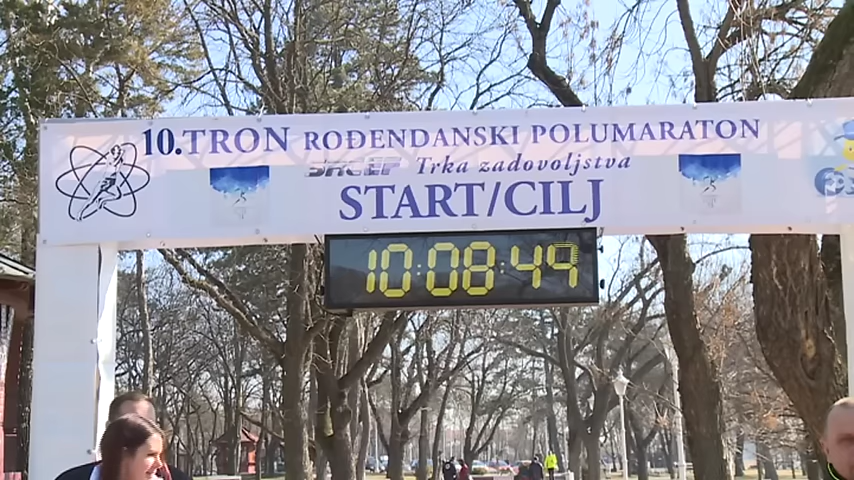 10.TRON ROĐENDANSKI POLUMARATON
Trka zadovoljstva
START/CILJ
10:08:49